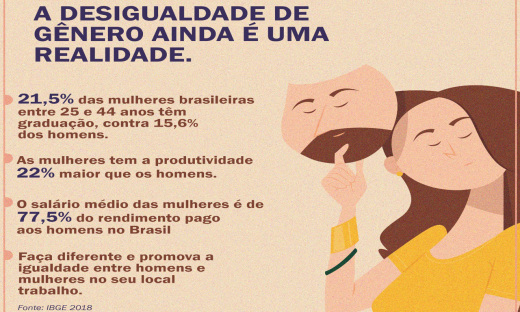 A DESIGUALDADE DE
GÊNERO AINDA É UMA
REALIDADE.
21,5% das mulheres brasileiras
entre 25 e 44 anos têm
graduação, contra 15,6%
dos homens.
As mulheres tem a produtividade
22% maior que os homens.
O salário médio das mulheres é de
77,5% do rendimento pago
aos homens no Brasil
Faça diferente e promova a
igualdade entre homens e
mulheres no seu local
trabalho.
Fonte: IBGE 2018